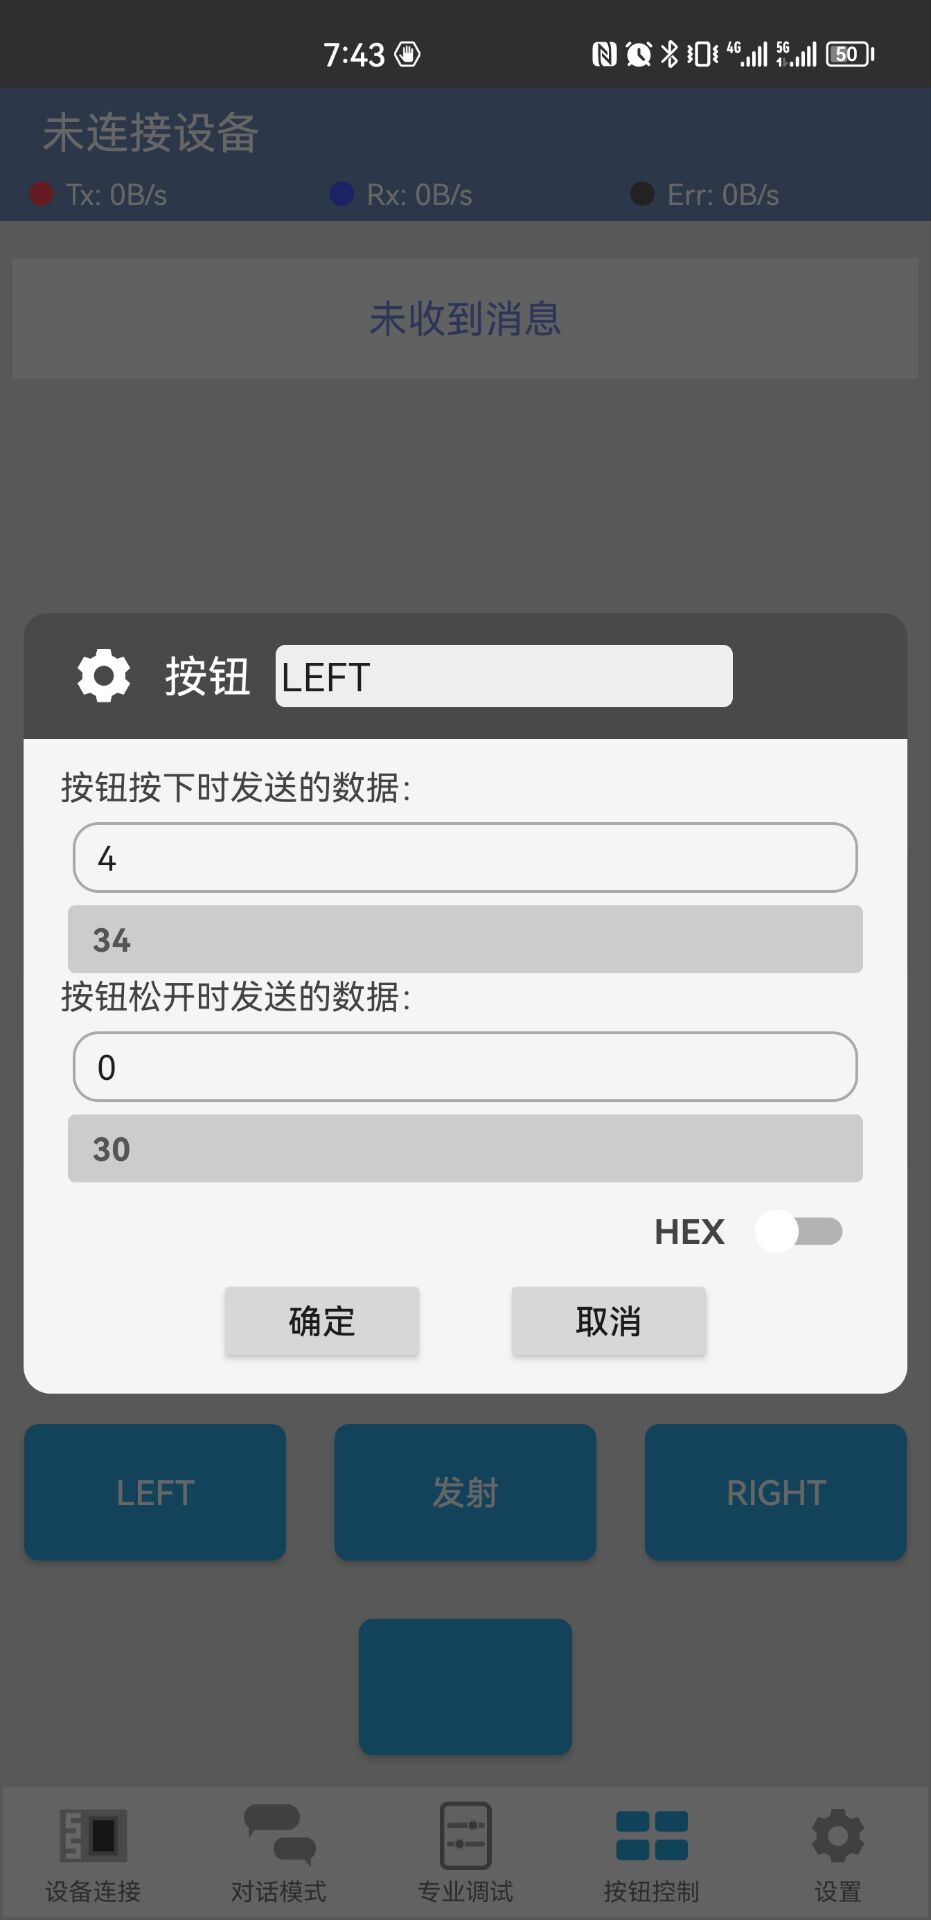 7:43 4G 5G 50
未连接设备
Tx: 0B/s Rx: 0B/s Err: 0B/s
未收到消息
按钮 LEFT
按钮按下时发送的数据:
4
34
按钮松开时发送的数据:
0
30
HEX
确定 取消
LEFT 发射 RIGHT
设备连接 对话模式 专业调试 按钮控制 设置